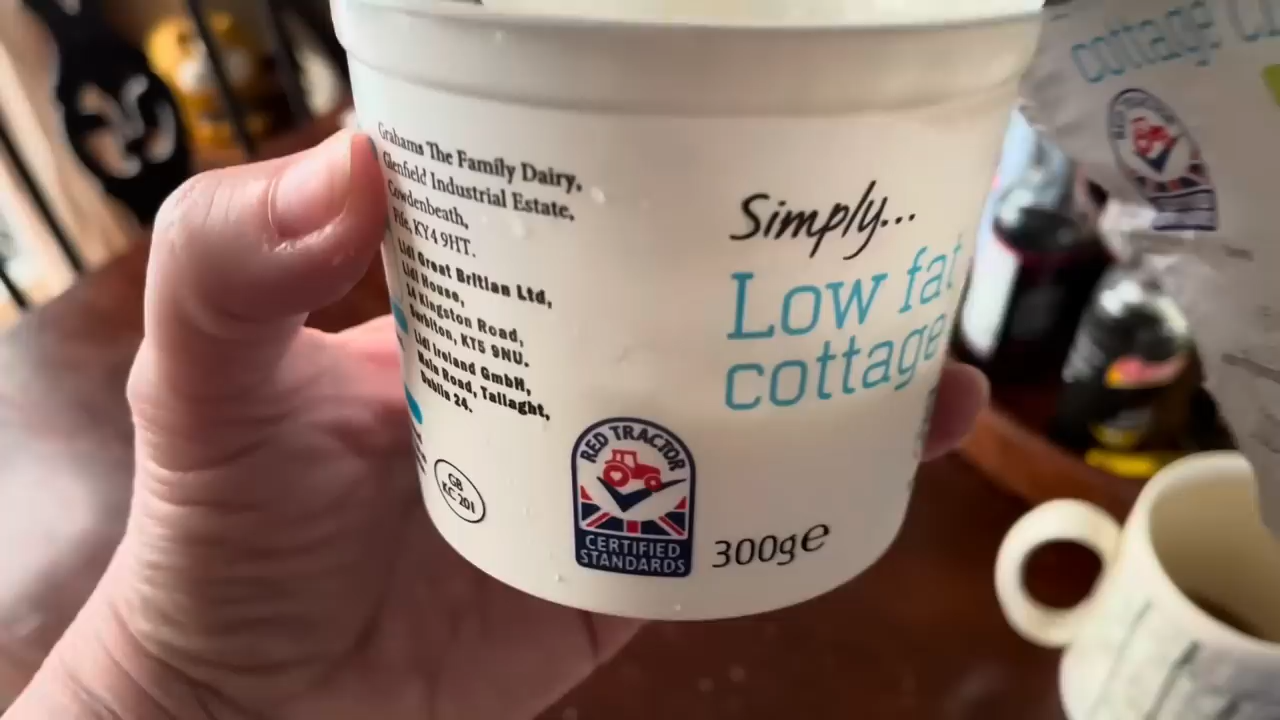 Grahams The Family Dairy,
Glenfield Industrial Estate,
Cowdenbeath,
Fife, KY4 9HT.
Lidl Great Britian Ltd,
Lidl House,
14 Kingston Road,
Surbiton, KT5 9NU.
Lidl Ireland GmbH,
Main Road, Tallaght,
Dublin 24.
GB
KC 201
RED TRACTOR
CERTIFIED
STANDARDS
Simply...
Low fat
cottage
300g℮
cottage